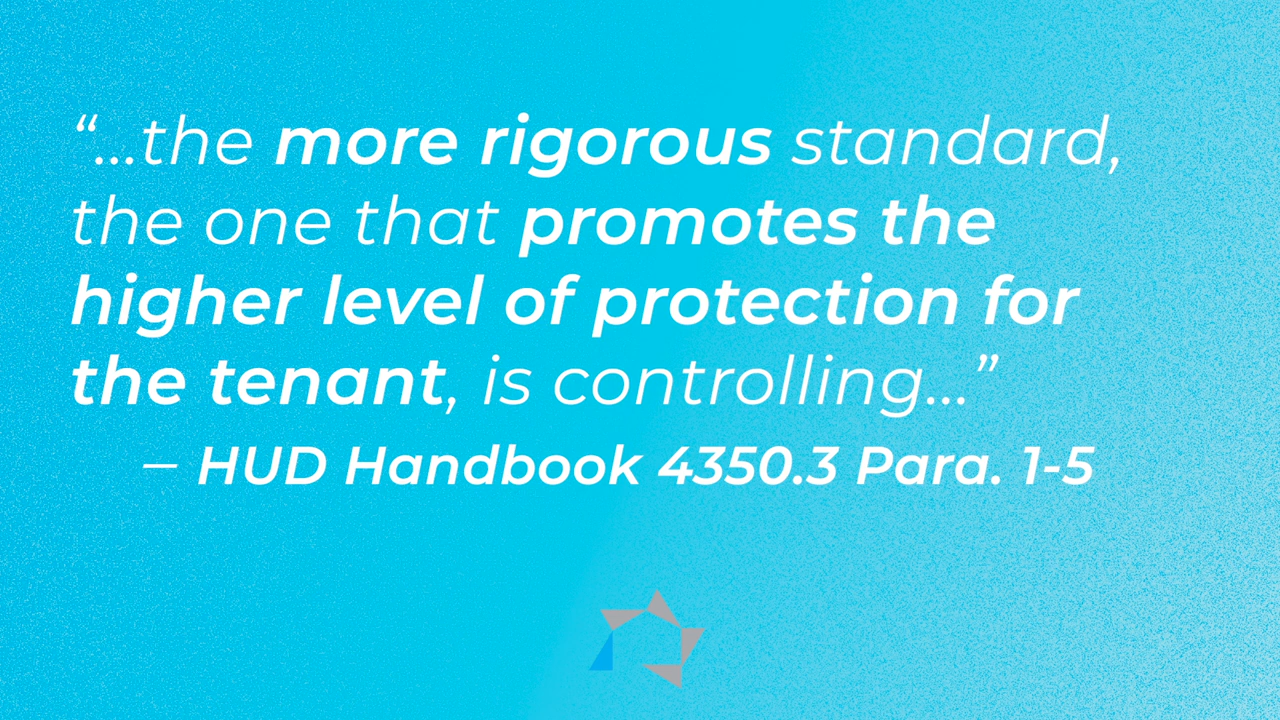 “...the more rigorous standard,
the one that promotes the
higher level of protection for
the tenant, is controlling...”
– HUD Handbook 4350.3 Para. 1-5